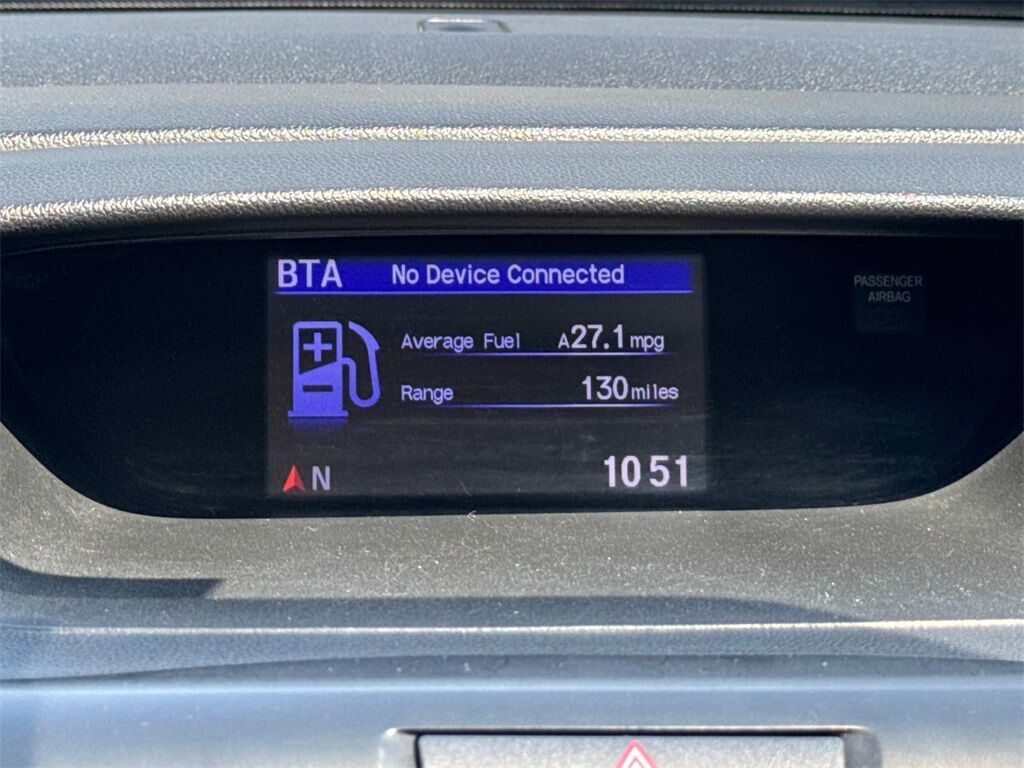 BTA No Device Connected
PASSENGER
AIRBAG
Average Fuel A27.1 mpg
Range 130 miles
N 10 51